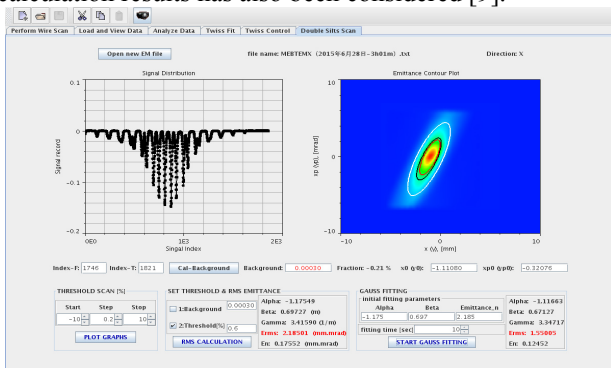 calculation results has also been considered [9].
Perform Wire Scan Load and View Data Analyze Data Twiss Fit Twiss Control Double Silts Scan
Open new EM file file name: MEBTEMX (2015年6月28日-3h01m) .txt Direction: X
Signal Distribution Emittance Contour Plot
0.1 10
0 0
-0.1
-0.2 -10
Signal record xp (yp), [mrad]
0E0 1E3 2E3 -10 0 10
Singal Index x (y), [mm]
Index-F: 1746 Index-T: 1821 Cal-Background Background: 0.00030 Fraction: -0.21 % x0 (y0): -1.11080 xp0 (yp0): -0.32076
THRESHOLD SCAN [%] SET THRESHOLD & RMS EMITTANCE GAUSS FITTING
Start Step Stop
-10 0.2 10
PLOT GRAPHS
1:Background 0.00030
2:Threshold[%] 0.6
RMS CALCULATION
Alpha: -1.17549
Beta: 0.69727 (m)
Gamma: 3.41590 (1/m)
Erms: 2.18501 (mm.mrad)
En: 0.17552 (mm.mrad)
initial fitting parameters
Alpha Beta Emittance_n
-1.175 0.697 2.185
fitting time [sec] 10
START GAUSS FITTING
Alpha: -1.11663
Beta: 0.67127
Gamma: 3.34717
Erms: 1.55005
En: 0.12452